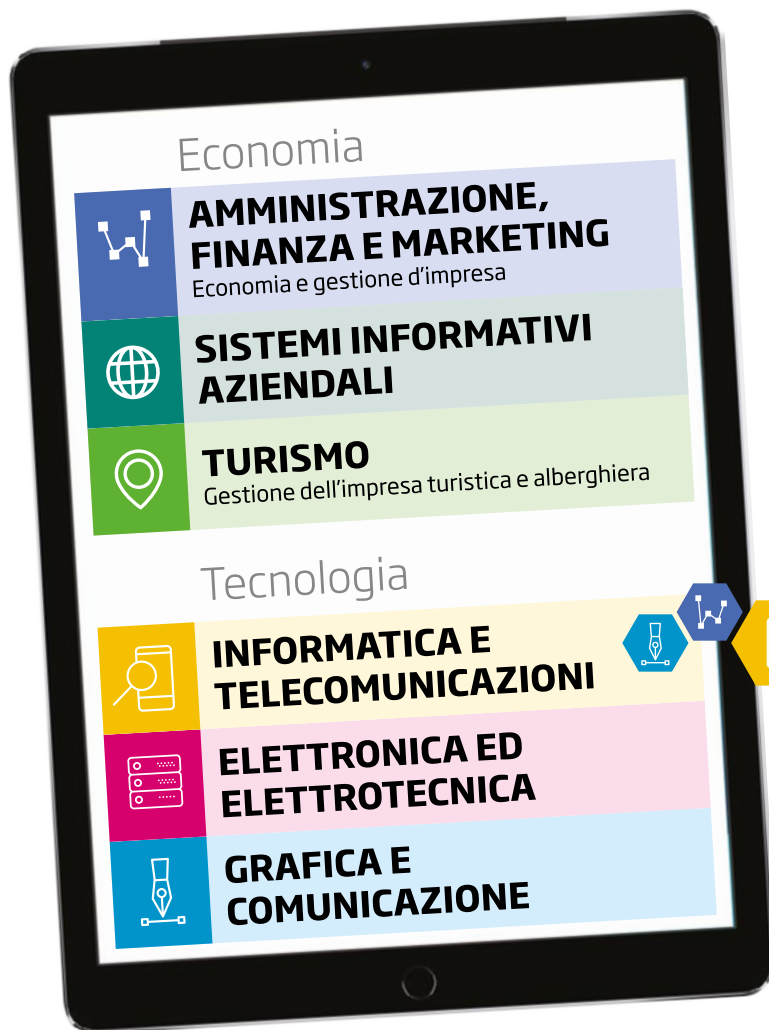 Economia
AMMINISTRAZIONE,
FINANZA E MARKETING
Economia e gestione d'impresa
SISTEMI INFORMATIVI
AZIENDALI
TURISMO
Gestione dell'impresa turistica e alberghiera
Tecnologia
INFORMATICA E
TELECOMUNICAZIONI
ELETTRONICA ED
ELETTROTECNICA
GRAFICA E
COMUNICAZIONE